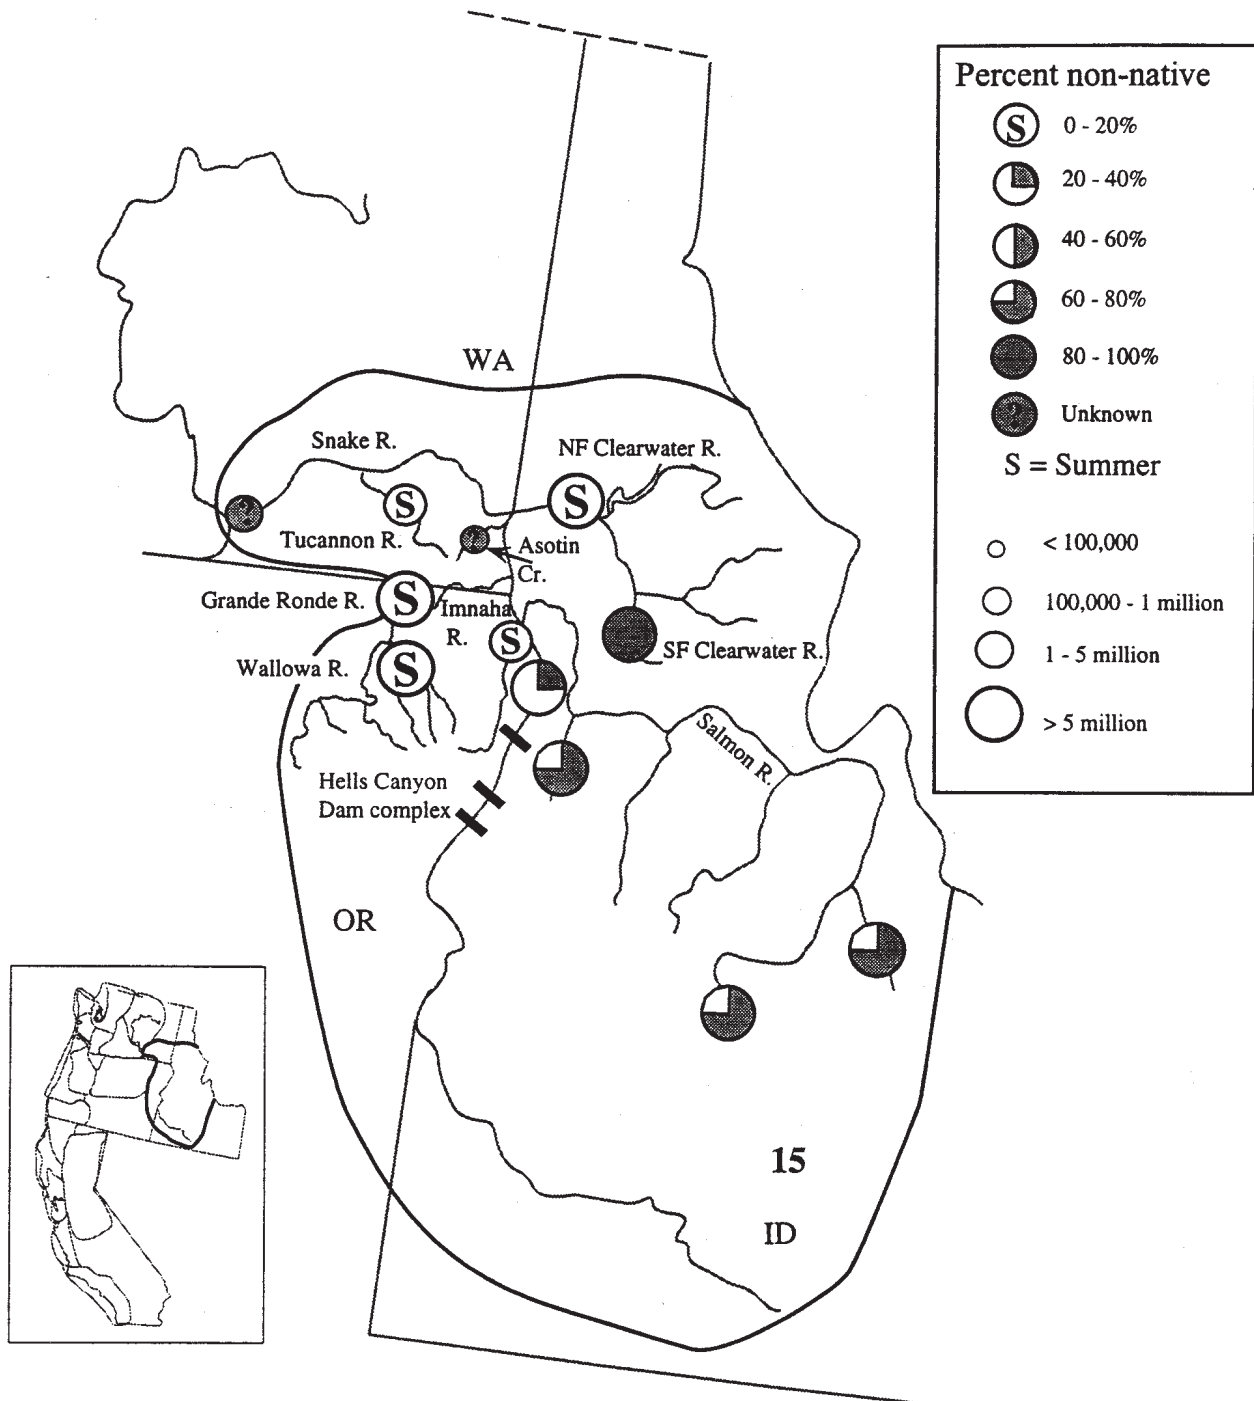 Percent non-native
S 0 - 20%
20 - 40%
40 - 60%
60 - 80%
80 - 100%
? Unknown
S = Summer
< 100,000
100,000 - 1 million
1 - 5 million
> 5 million
WA
Snake R.
NF Clearwater R.
?
S
S
Tucannon R.
?
Asotin
Cr.
Grande Ronde R.
S
Imnaha
R.
S
SF Clearwater R.
Wallowa R.
S
Salmon R.
Hells Canyon
Dam complex
OR
15
ID